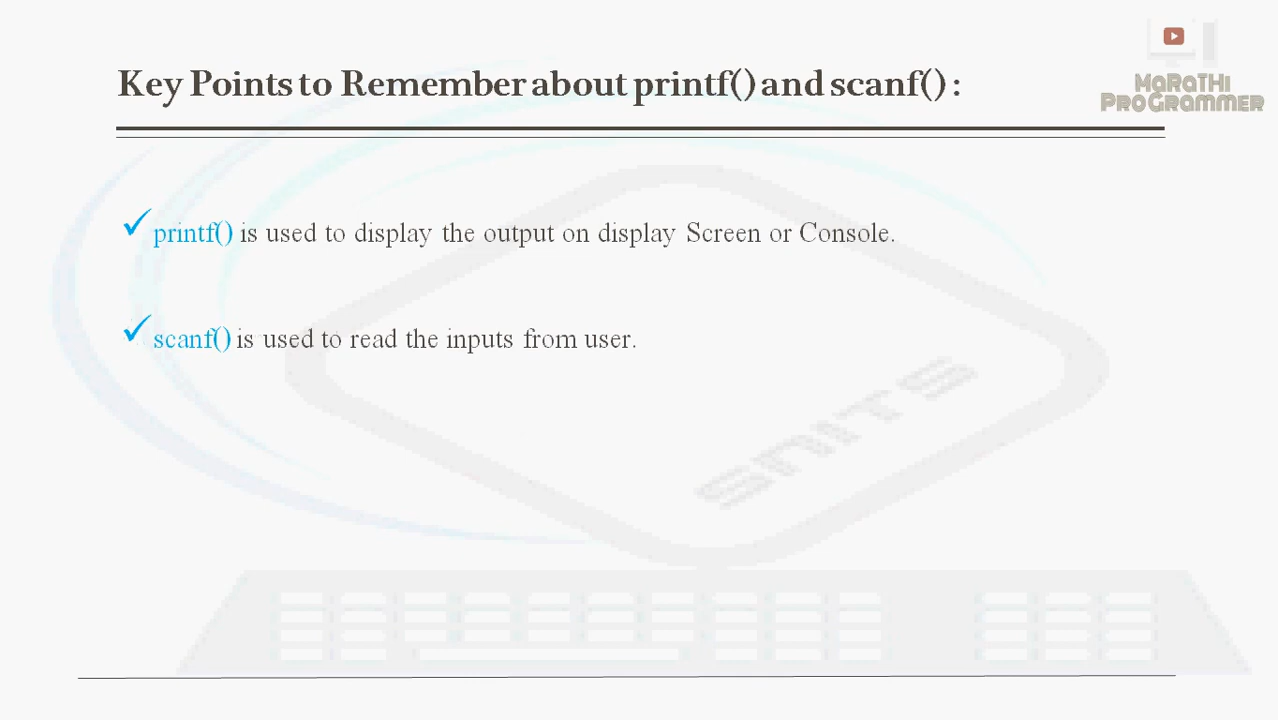 Key Points to Remember about printf() and scanf() :
MaRaTHi
ProGrammer
printf() is used to display the output on display Screen or Console.
scanf() is used to read the inputs from user.
SNITS